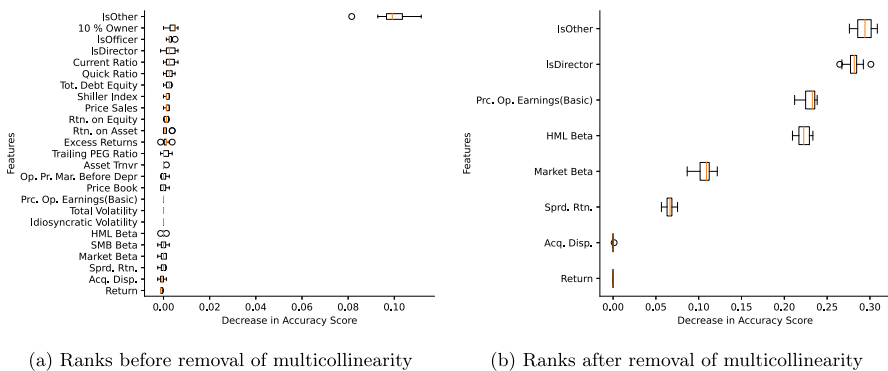 IsOther
10 % Owner
IsOfficer
IsDirector
Current Ratio
Quick Ratio
Tot. Debt Equity
Shiller Index
Price Sales
Rtn. on Equity
Rtn. on Asset
Excess Returns
Trailing PEG Ratio
Asset Trnvr
Op. Pr. Mar. Before Depr
Price Book
Prc. Op. Earnings(Basic)
Total Volatility
Idiosyncratic Volatility
HML Beta
SMB Beta
Market Beta
Sprd. Rtn.
Acq. Disp.
Return
Features
0.00 0.02 0.04 0.06 0.08 0.10
Decrease in Accuracy Score
(a) Ranks before removal of multicollinearity
IsOther
IsDirector
Prc. Op. Earnings(Basic)
HML Beta
Market Beta
Sprd. Rtn.
Acq. Disp.
Return
Features
0.00 0.05 0.10 0.15 0.20 0.25 0.30
Decrease in Accuracy Score
(b) Ranks after removal of multicollinearity